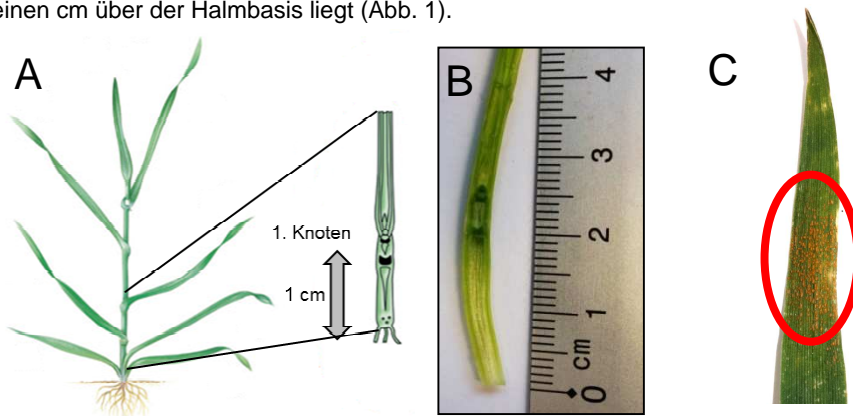 einen cm über der Halmbasis liegt (Abb. 1).
A
B
C
1. Knoten
1 cm
4
3
2
1
cm
0